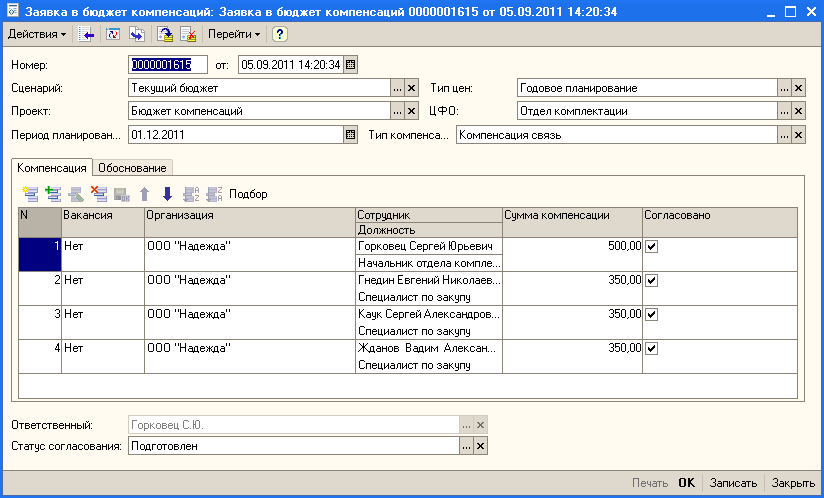 Заявка в бюджет компенсаций: Заявка в бюджет компенсаций 0000001615 от 05.09.2011 14:20:34
Действия Перейти ?
Номер: 0000001615 от: 05.09.2011 14:20:34
Сценарий: Текущий бюджет ... Тип цен: Годовое планирование ...
Проект: Бюджет компенсаций ... ЦФО: Отдел комплектации ...
Период планирован... 01.12.2011 Тип компенса... Компенсация связь ...
Компенсация Обоснование
Подбор
N Вакансия Организация Сотрудник Сумма компенсации Согласовано
Должность
1 Нет ООО "Надежда" Горковец Сергей Юрьевич 500,00
Начальник отдела компле...
2 Нет ООО "Надежда" Гнедин Евгений Николаев... 350,00
Специалист по закупу
3 Нет ООО "Надежда" Каук Сергей Александров... 350,00
Специалист по закупу
4 Нет ООО "Надежда" Жданов Вадим Алексан... 350,00
Специалист по закупу
Ответственный: Горковец С.Ю. ...
Статус согласования: Подготовлен ...
Печать OK Записать Закрыть